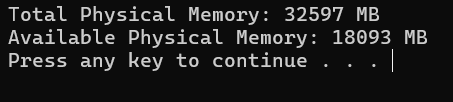 Total Physical Memory: 32597 MB
Available Physical Memory: 18093 MB
Press any key to continue . . .